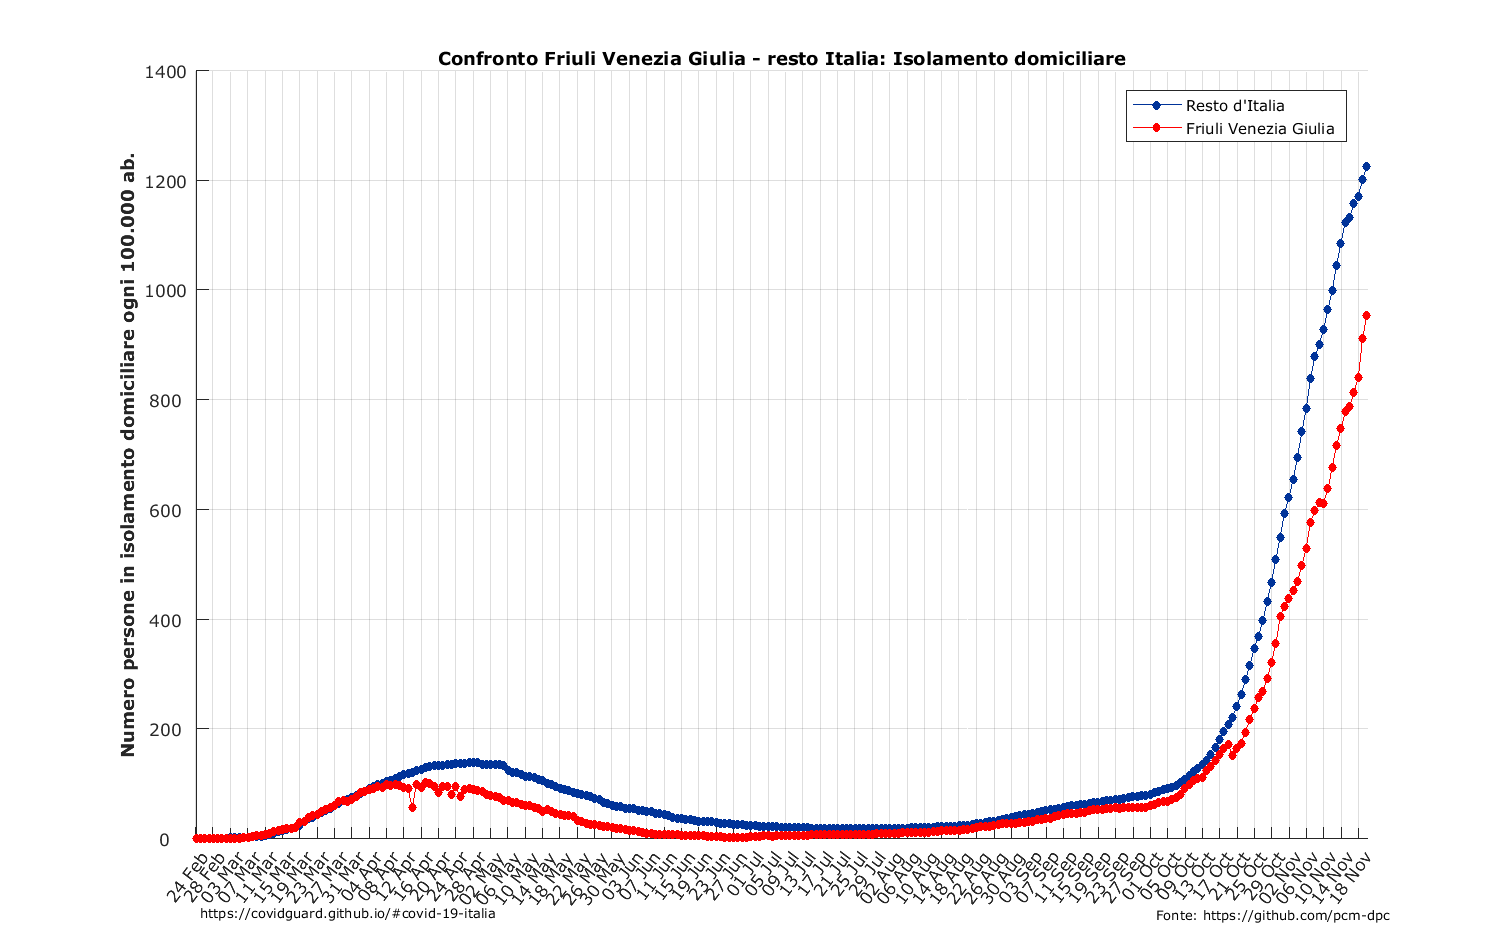 Confronto Friuli Venezia Giulia - resto Italia: Isolamento domiciliare
Resto d'Italia
Friuli Venezia Giulia
Numero persone in isolamento domiciliare ogni 100.000 ab.
1400
1200
1000
800
600
400
200
0
24 Feb
28 Feb
03 Mar
07 Mar
11 Mar
15 Mar
19 Mar
23 Mar
27 Mar
31 Mar
04 Apr
08 Apr
12 Apr
16 Apr
20 Apr
24 Apr
28 Apr
02 May
06 May
10 May
14 May
18 May
22 May
26 May
30 May
03 Jun
07 Jun
11 Jun
15 Jun
19 Jun
23 Jun
27 Jun
01 Jul
05 Jul
09 Jul
13 Jul
17 Jul
21 Jul
25 Jul
29 Jul
02 Aug
06 Aug
10 Aug
14 Aug
18 Aug
22 Aug
26 Aug
30 Aug
03 Sep
07 Sep
11 Sep
15 Sep
19 Sep
23 Sep
27 Sep
01 Oct
05 Oct
09 Oct
13 Oct
17 Oct
21 Oct
25 Oct
29 Oct
02 Nov
06 Nov
10 Nov
14 Nov
18 Nov
https://covidguard.github.io/#covid-19-italia
Fonte: https://github.com/pcm-dpc